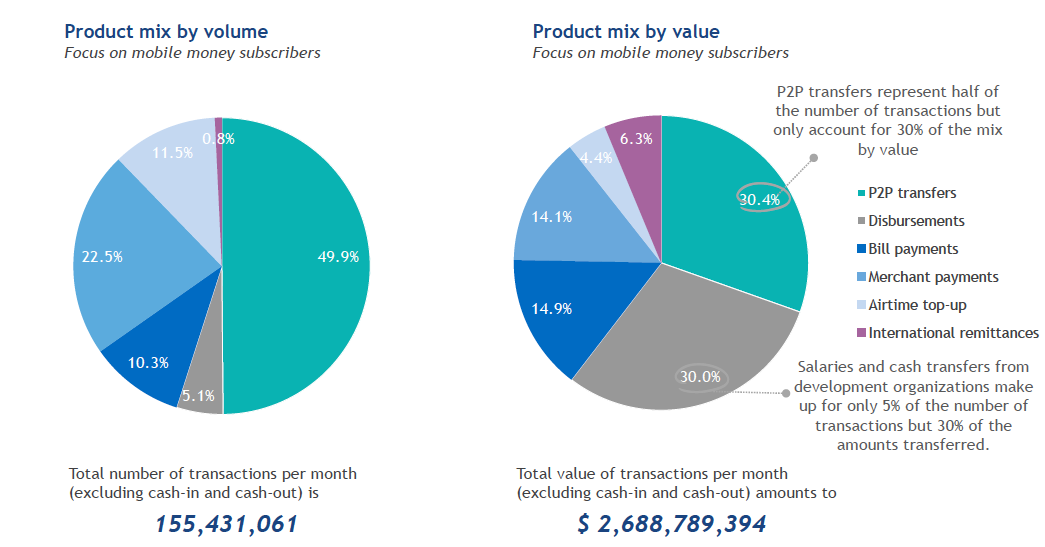 Product mix by volume
Focus on mobile money subscribers
0.8%
11.5%
22.5%
49.9%
10.3%
5.1%
Total number of transactions per month
(excluding cash-in and cash-out) is
155,431,061
Product mix by value
Focus on mobile money subscribers
P2P transfers represent half of
the number of transactions but
only account for 30% of the mix
by value
6.3%
4.4%
30.4%
14.1%
14.9%
30.0%
P2P transfers
Disbursements
Bill payments
Merchant payments
Airtime top-up
International remittances
Salaries and cash transfers from
development organizations make
up for only 5% of the number of
transactions but 30% of the
amounts transferred.
Total value of transactions per month
(excluding cash-in and cash-out) amounts to
$ 2,688,789,394